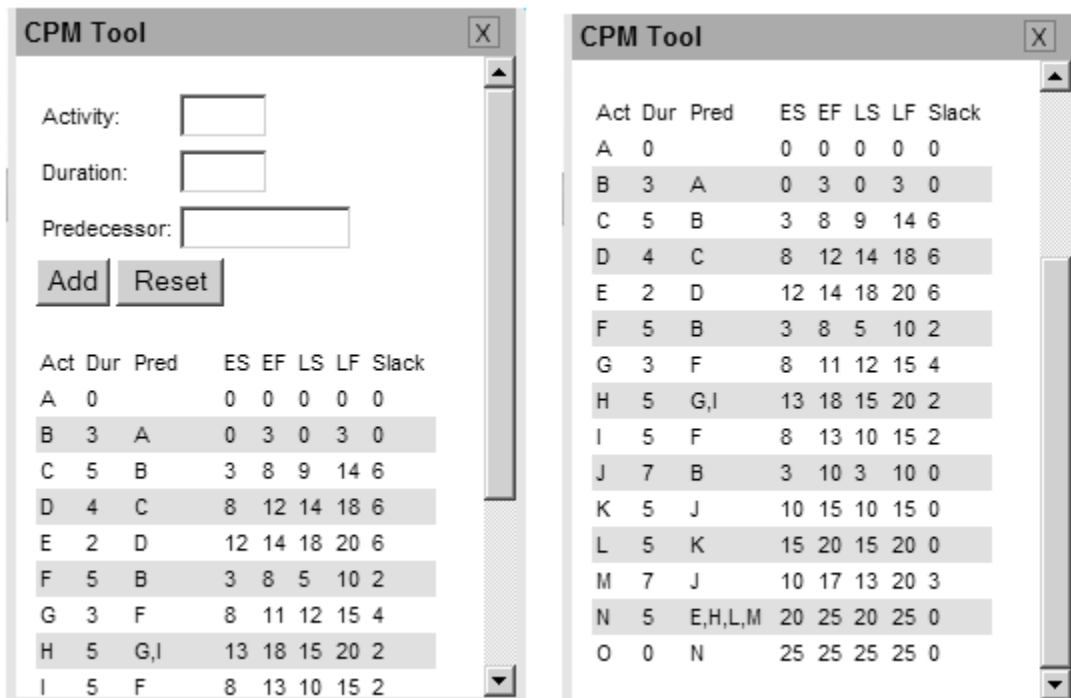 CPM Tool X
Activity:
Duration:
Predecessor:
Add Reset
Act Dur Pred ES EF LS LF Slack
A 0 0 0 0 0 0
B 3 A 0 3 0 3 0
C 5 B 3 8 9 14 6
D 4 C 8 12 14 18 6
E 2 D 12 14 18 20 6
F 5 B 3 8 5 10 2
G 3 F 8 11 12 15 4
H 5 G,I 13 18 15 20 2
I 5 F 8 13 10 15 2
CPM Tool X
Act Dur Pred ES EF LS LF Slack
A 0 0 0 0 0 0
B 3 A 0 3 0 3 0
C 5 B 3 8 9 14 6
D 4 C 8 12 14 18 6
E 2 D 12 14 18 20 6
F 5 B 3 8 5 10 2
G 3 F 8 11 12 15 4
H 5 G,I 13 18 15 20 2
I 5 F 8 13 10 15 2
J 7 B 3 10 3 10 0
K 5 J 10 15 10 15 0
L 5 K 15 20 15 20 0
M 7 J 10 17 13 20 3
N 5 E,H,L,M 20 25 20 25 0
O 0 N 25 25 25 25 0